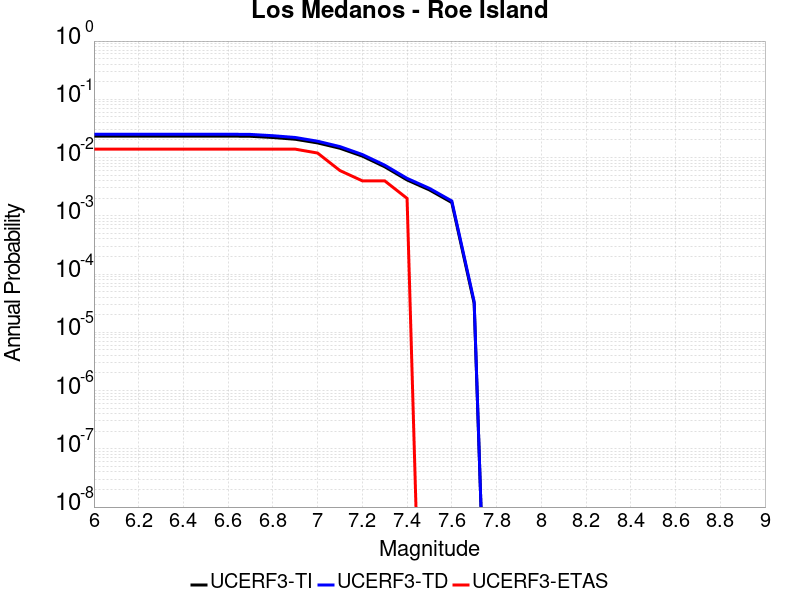 Los Medanos - Roe Island
10^0
10^-1
10^-2
10^-3
10^-4
10^-5
10^-6
10^-7
10^-8
Annual Probability
6 6.2 6.4 6.6 6.8 7 7.2 7.4 7.6 7.8 8 8.2 8.4 8.6 8.8 9
Magnitude
UCERF3-TI UCERF3-TD UCERF3-ETAS